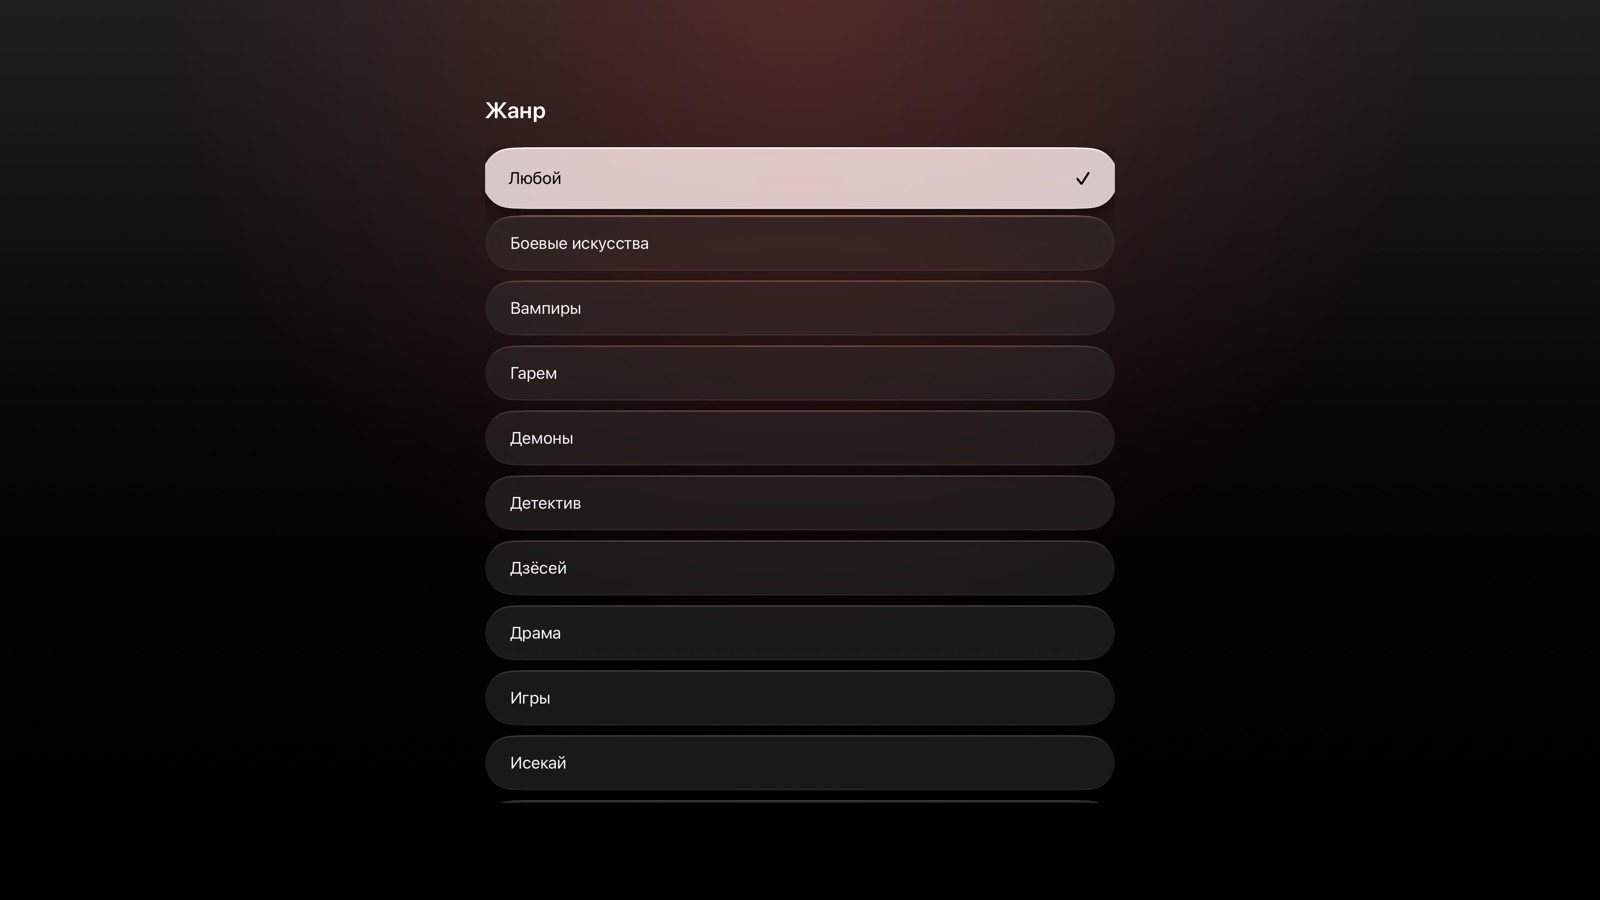 Жанр
Любой
Боевые искусства
Вампиры
Гарем
Демоны
Детектив
Дзёсей
Драма
Игры
Исекай